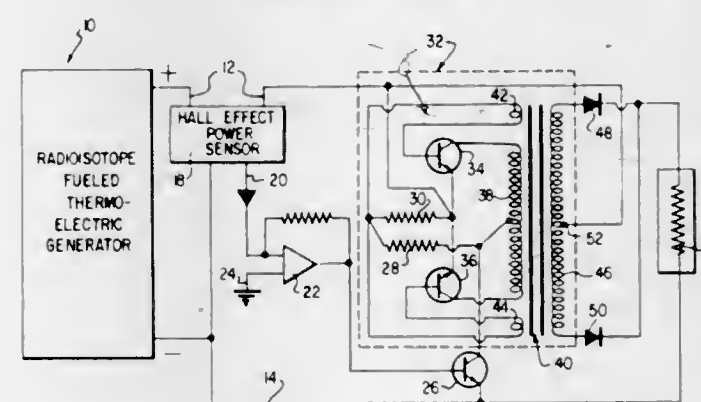 10
32
+
12
HALL EFFECT
POWER
SENSOR
42
48
RADIOISOTOPE
FUELED
THERMO-
ELECTRIC
GENERATOR
18
20
34
38
30
52
28
36
46
24
22
44
50
−
40
26
14